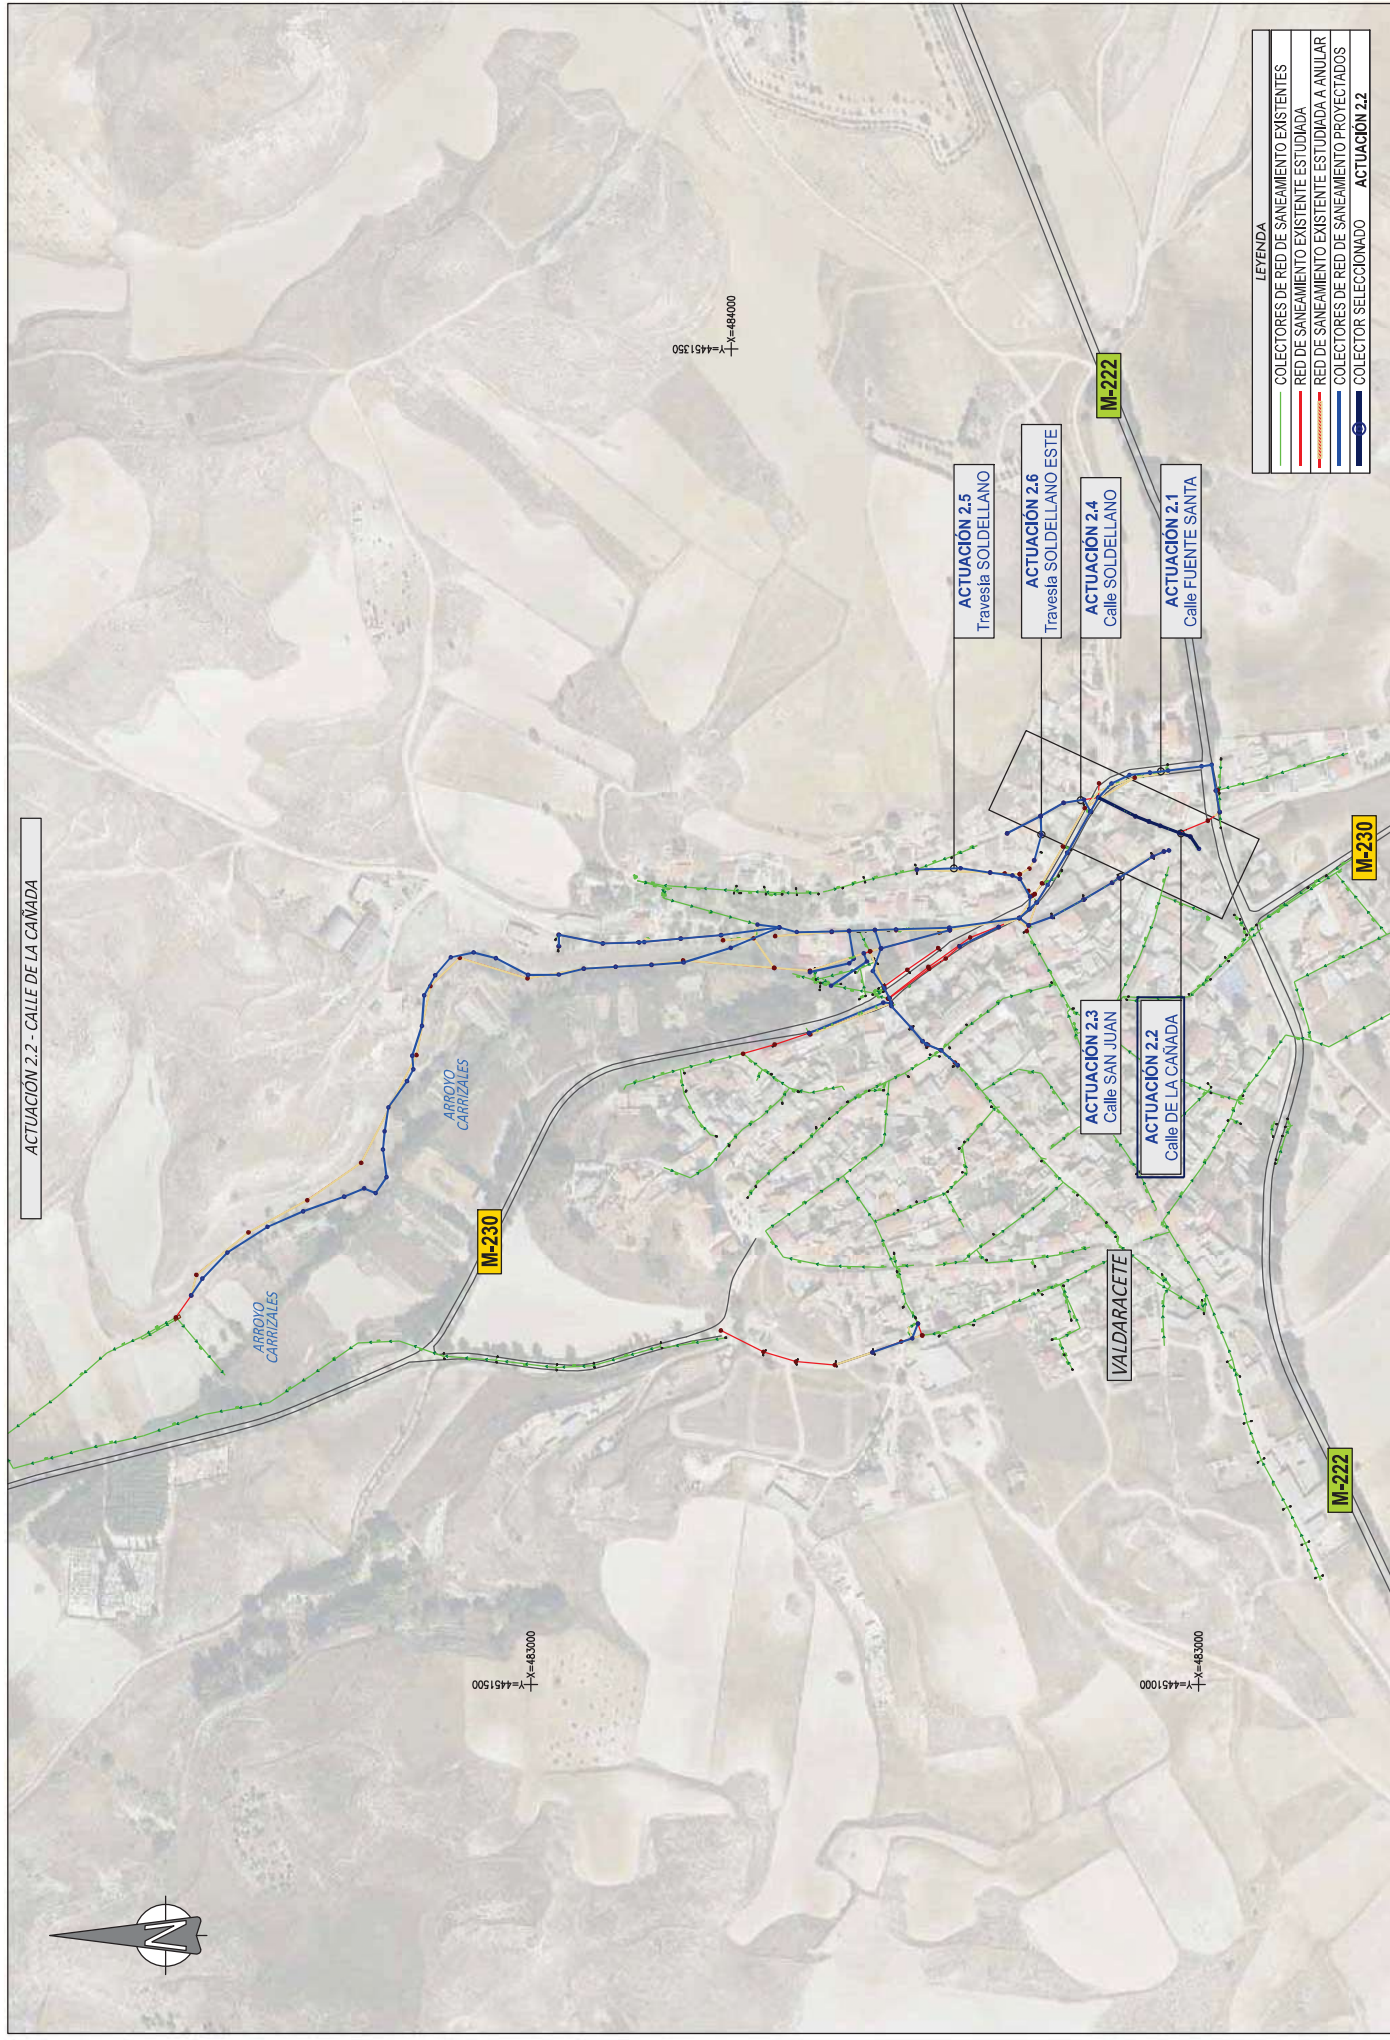 ACTUACIÓN 2.2 - CALLE DE LA CAÑADA
ARROYO
CARRIZALES
ARROYO
CARRIZALES
M-230
Y=4451350
X=484000
Y=4451500
X=483000
Y=4451000
X=483000
ACTUACIÓN 2.5
Travesía SOLDELLANO
ACTUACIÓN 2.6
Travesía SOLDELLANO ESTE
ACTUACIÓN 2.4
Calle SOLDELLANO
ACTUACIÓN 2.1
Calle FUENTE SANTA
ACTUACIÓN 2.3
Calle SAN JUAN
ACTUACIÓN 2.2
Calle DE LA CAÑADA
VALDARACETE
M-222
M-230
M-222
N
LEYENDA
COLECTORES DE RED DE SANEAMIENTO EXISTENTES
RED DE SANEAMIENTO EXISTENTE ESTUDIADA
RED DE SANEAMIENTO EXISTENTE ESTUDIADA A ANULAR
COLECTORES DE RED DE SANEAMIENTO PROYECTADOS
COLECTOR SELECCIONADO ACTUACIÓN 2.2